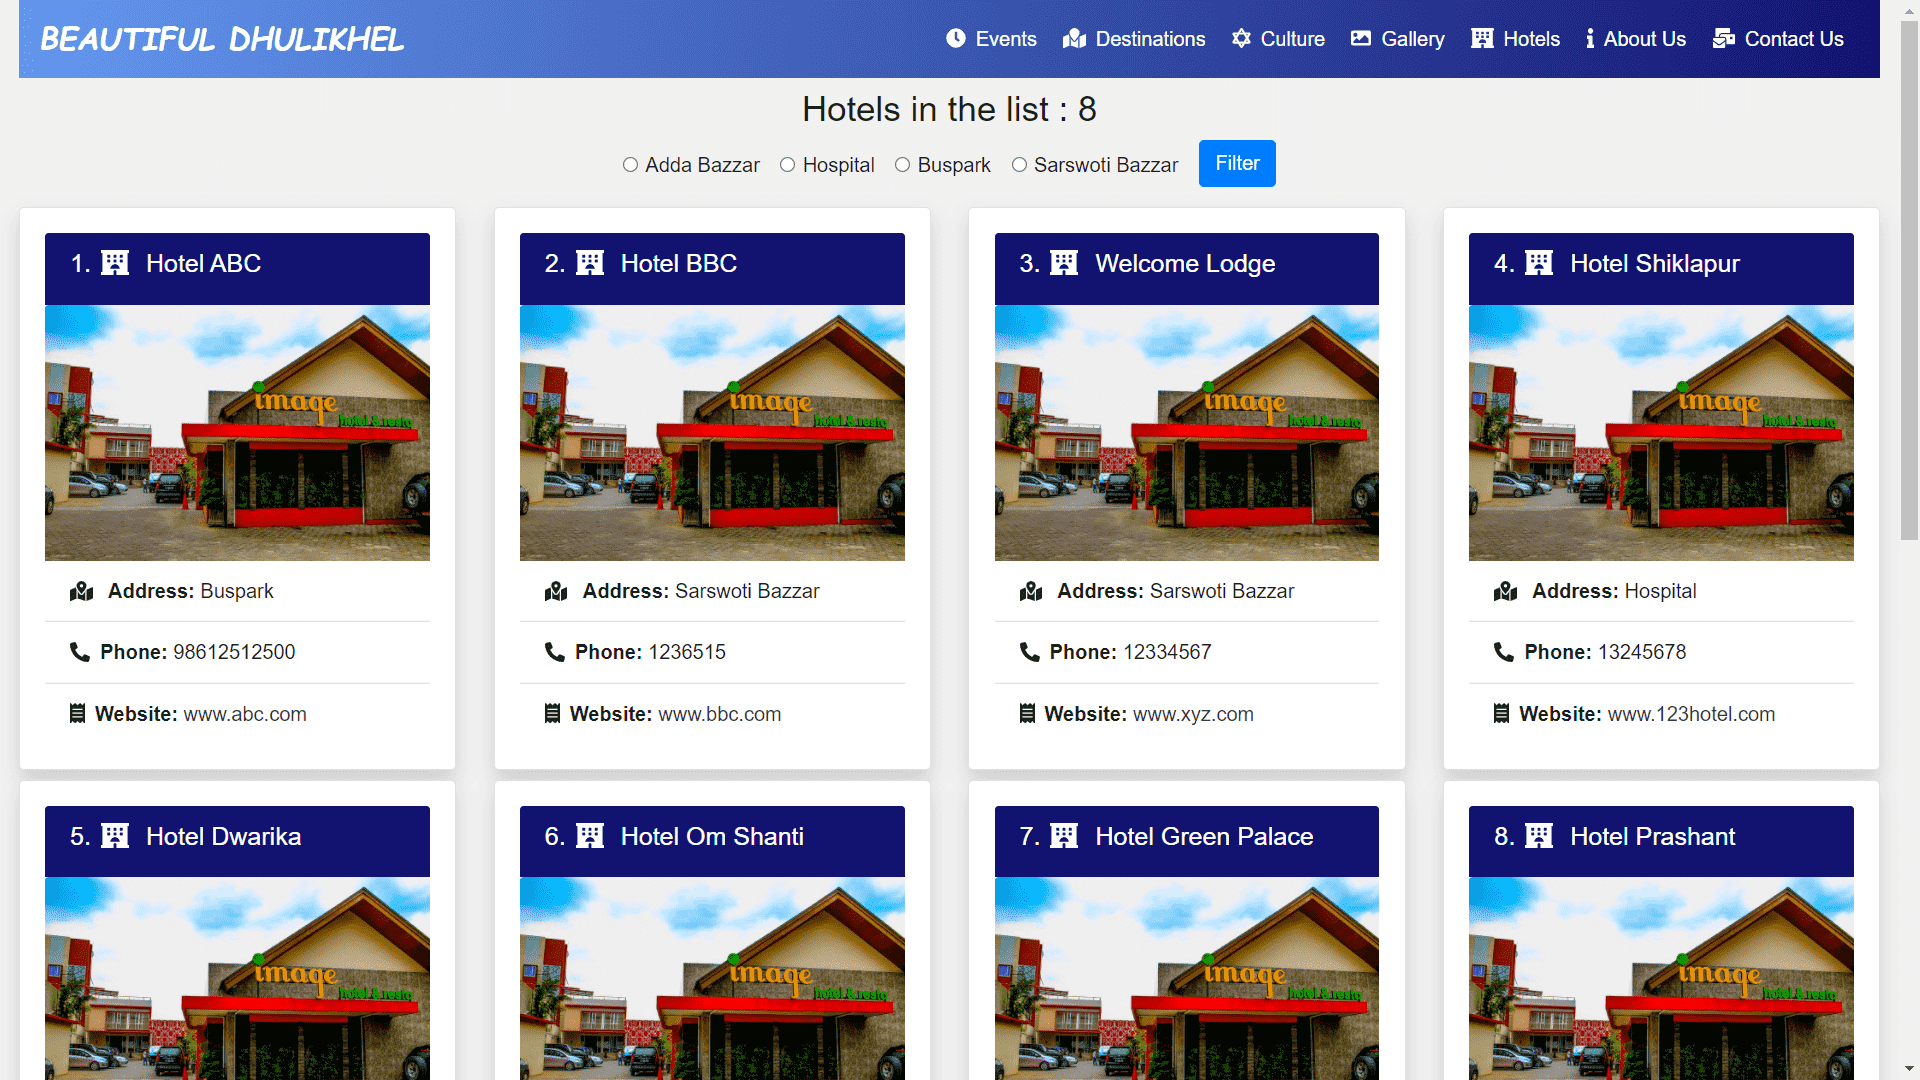 BEAUTIFUL DHULIKHEL
Events Destinations Culture Gallery Hotels About Us Contact Us
Hotels in the list : 8
Adda Bazzar Hospital Buspark Sarswoti Bazzar Filter
1. Hotel ABC
image
hotel & resto
Address: Buspark
Phone: 98612512500
Website: www.abc.com
2. Hotel BBC
image
hotel & resto
Address: Sarswoti Bazzar
Phone: 1236515
Website: www.bbc.com
3. Welcome Lodge
image
hotel & resto
Address: Sarswoti Bazzar
Phone: 12334567
Website: www.xyz.com
4. Hotel Shiklapur
image
hotel & resto
Address: Hospital
Phone: 13245678
Website: www.123hotel.com
5. Hotel Dwarika
image
hotel & resto
6. Hotel Om Shanti
image
hotel & resto
7. Hotel Green Palace
image
hotel & resto
8. Hotel Prashant
image
hotel & resto